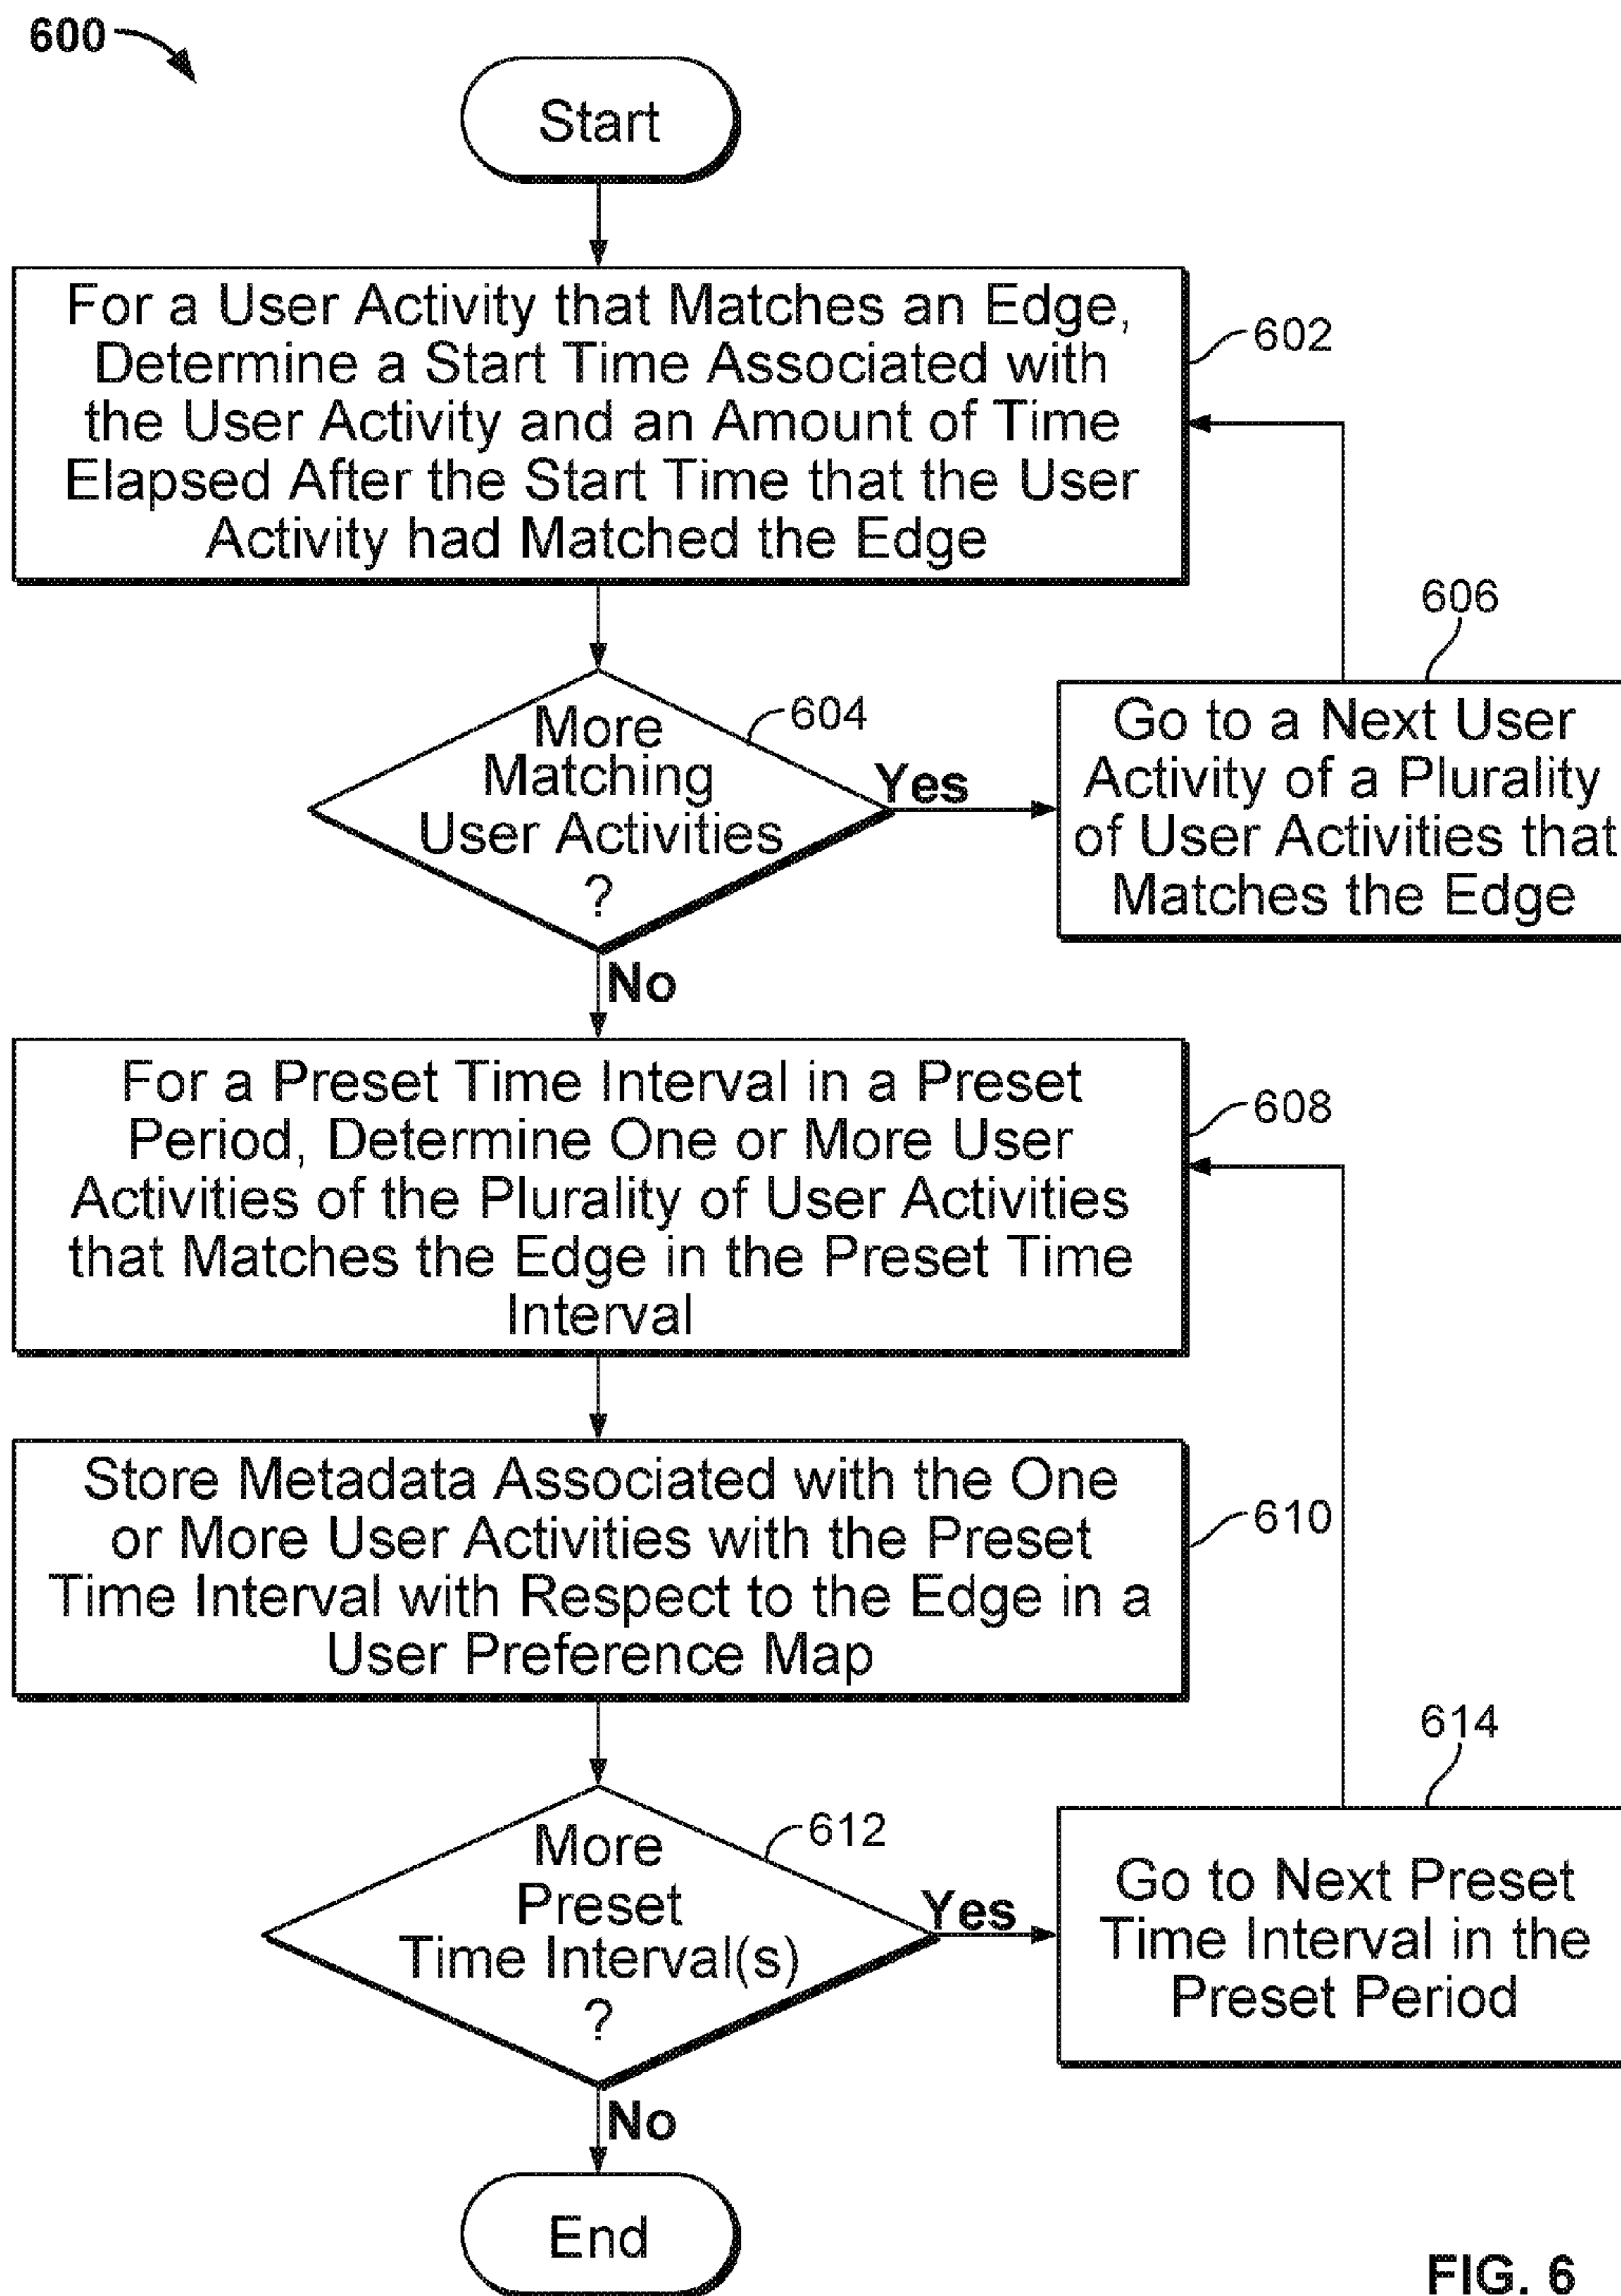 600
Start
For a User Activity that Matches an Edge,
Determine a Start Time Associated with
the User Activity and an Amount of Time
Elapsed After the Start Time that the User
Activity had Matched the Edge
602
606
More
Matching
User Activities
?
604
Yes
Go to a Next User
Activity of a Plurality
of User Activities that
Matches the Edge
No
For a Preset Time Interval in a Preset
Period, Determine One or More User
Activities of the Plurality of User Activities
that Matches the Edge in the Preset Time
Interval
608
Store Metadata Associated with the One
or More User Activities with the Preset
Time Interval with Respect to the Edge in a
User Preference Map
610
614
More
Preset
Time Interval(s)
?
612
Yes
Go to Next Preset
Time Interval in the
Preset Period
No
End
FIG. 6